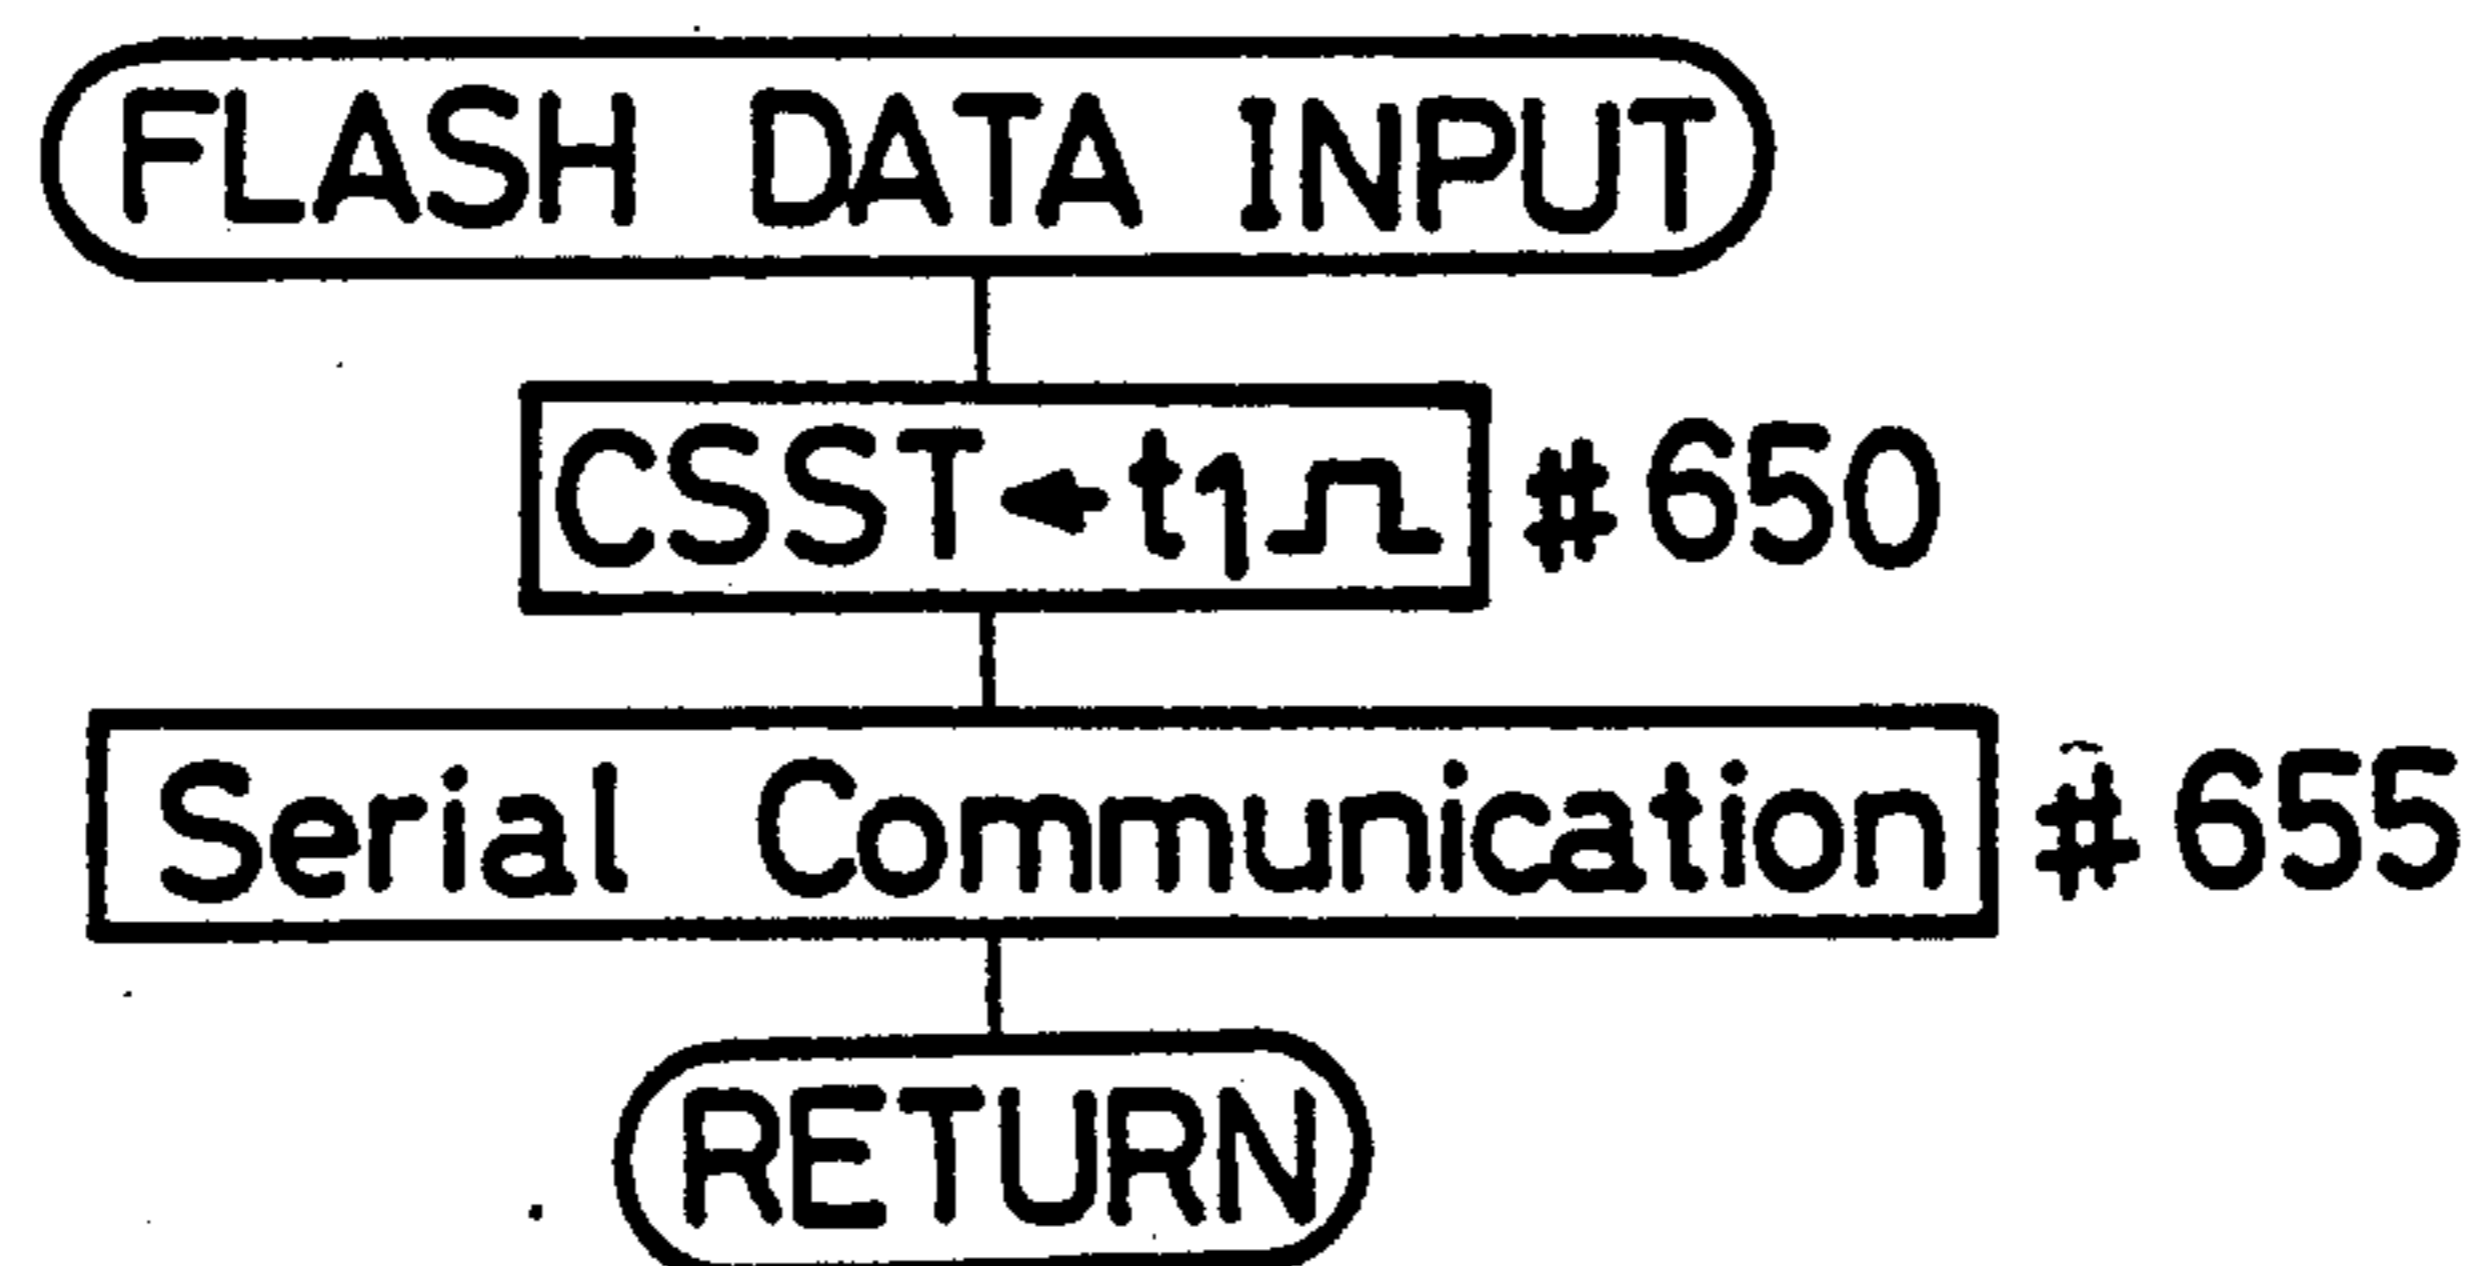 FLASH DATA INPUT
CSST←t1⎍ #650
Serial Communication #655
RETURN